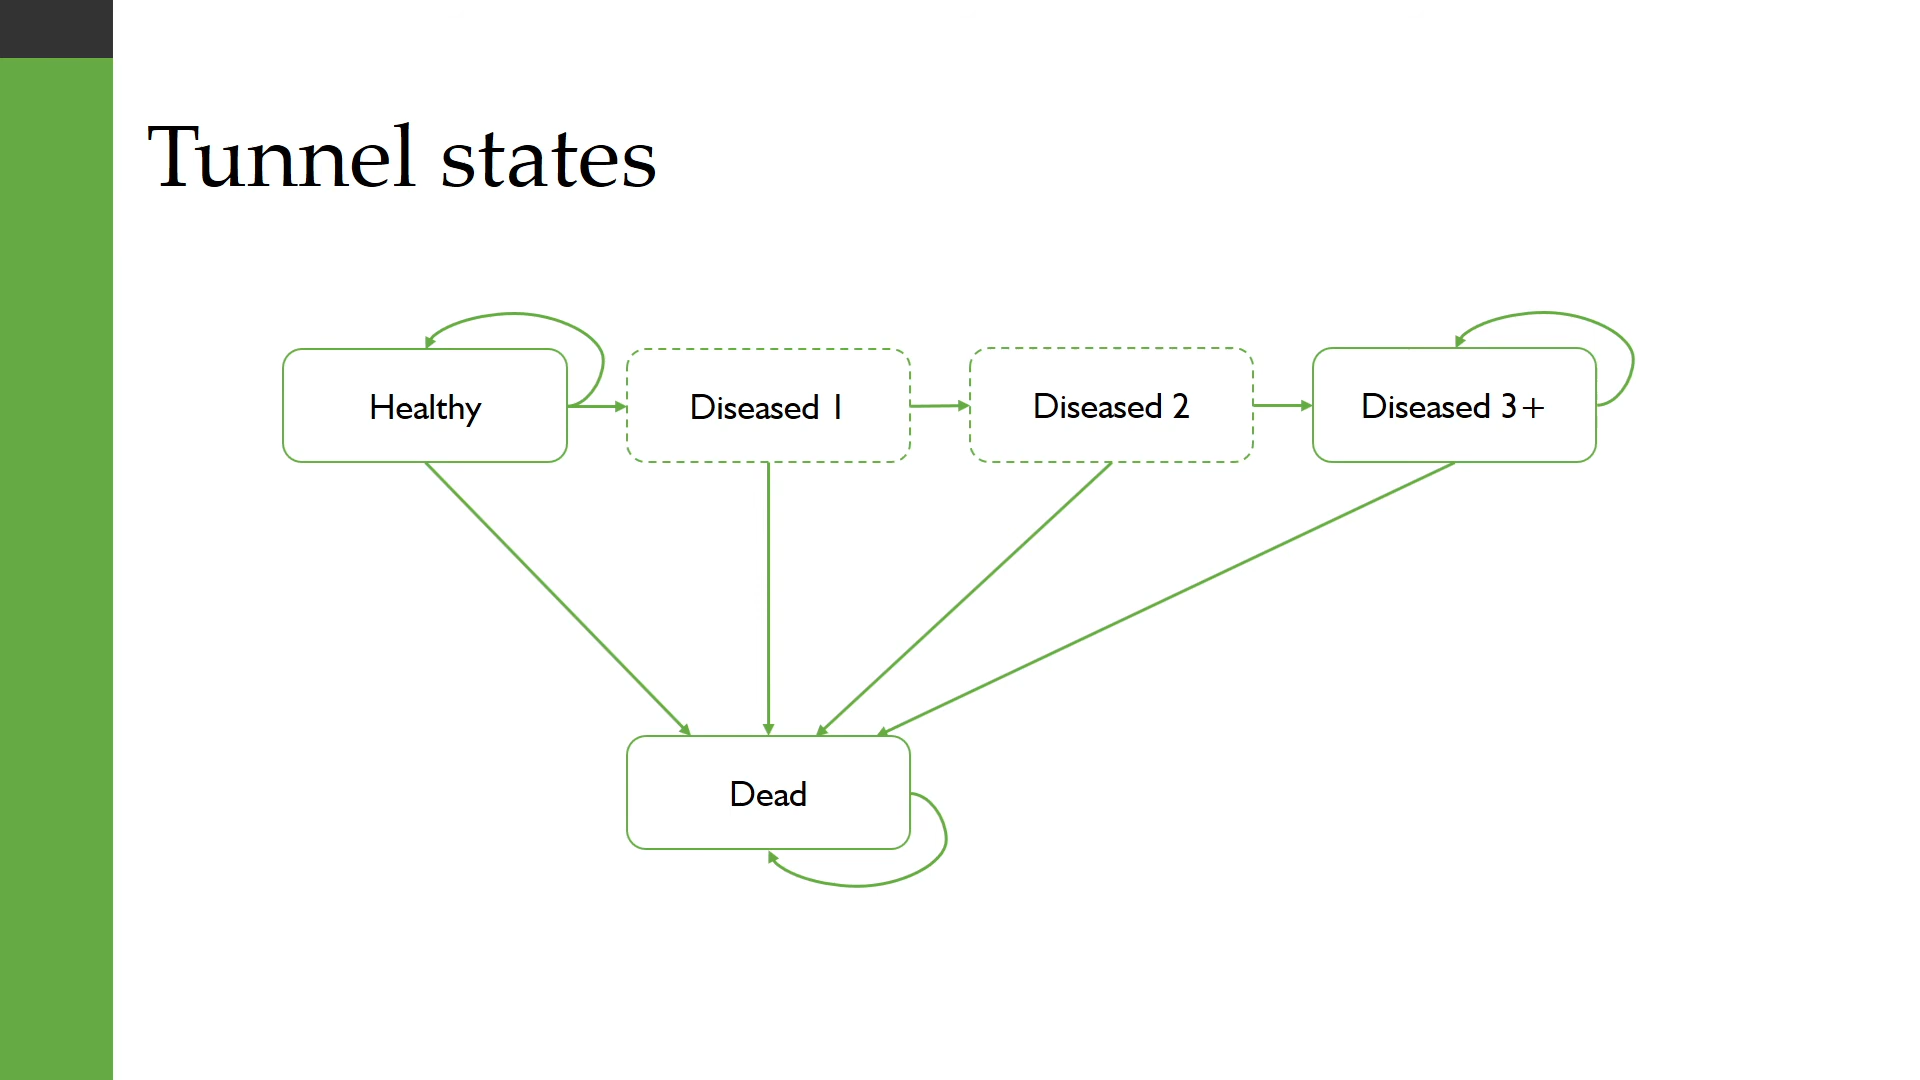 Tunnel states
Healthy
Diseased 1
Diseased 2
Diseased 3+
Dead